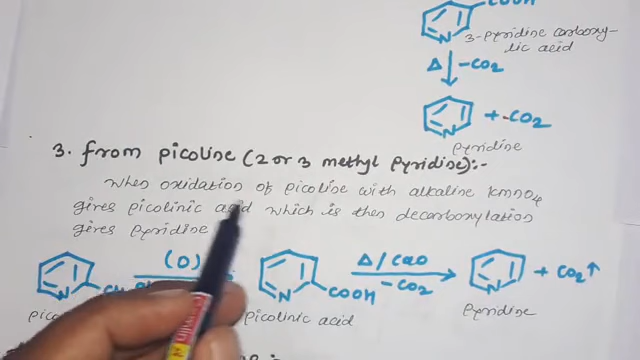 COOH
3-pyridine carboxy-
lic acid
Δ -CO2
+ -CO2
pyridine
3. from picoline (2 or 3 methyl pyridine):-
when oxidation of picoline with alkaline KMnO4
gives picolinic acid which is then decarboxylation
gives pyridine
(O) Δ/CaO
N N COOH -CO2 N + CO2↑
picolinic acid pyridine